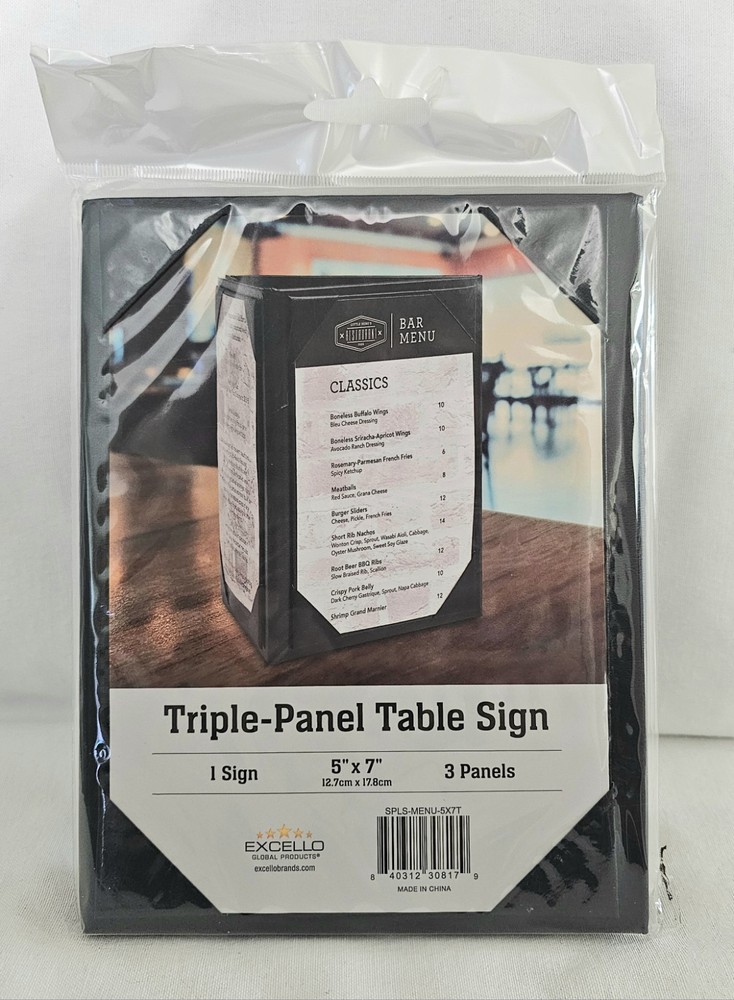 RESTAURANT
BAR
MENU
CLASSICS
Boneless Buffalo Wings 10
Bleu Cheese Dressing
Boneless Sriracha-Apricot Wings 10
Avocado Ranch Dressing
Rosemary-Parmesan French Fries 6
Spicy Ketchup
Meatballs 8
Red Sauce, Grana Cheese
Burger Sliders 12
Cheese, Pickle, French Fries
Short Rib Nachos 14
Wonton Crisp, Sprout, Wasabi Aioli, Cabbage,
Oyster Mushroom, Sweet Soy Glaze
Root Beer BBQ Ribs 12
Slow Braised Rib, Scallion
Crispy Pork Belly 10
Dark Cherry Gastrique, Sprout, Napa Cabbage
Shrimp Grand Marnier 12
Triple-Panel Table Sign
1 Sign
5" x 7"
12.7cm x 17.8cm
3 Panels
EXCELLO
GLOBAL PRODUCTS®
excellobrands.com
SPLS-MENU-5X7T
8 40312 30817 9
MADE IN CHINA